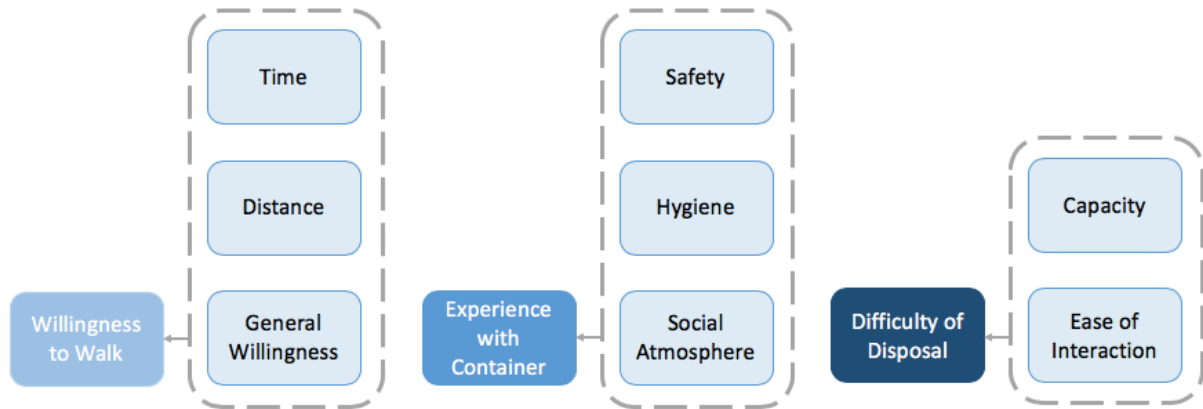 Time
Distance
General
Willingness
Willingness
to Walk
Safety
Hygiene
Social
Atmosphere
Experience
with
Container
Capacity
Ease of
Interaction
Difficulty of
Disposal